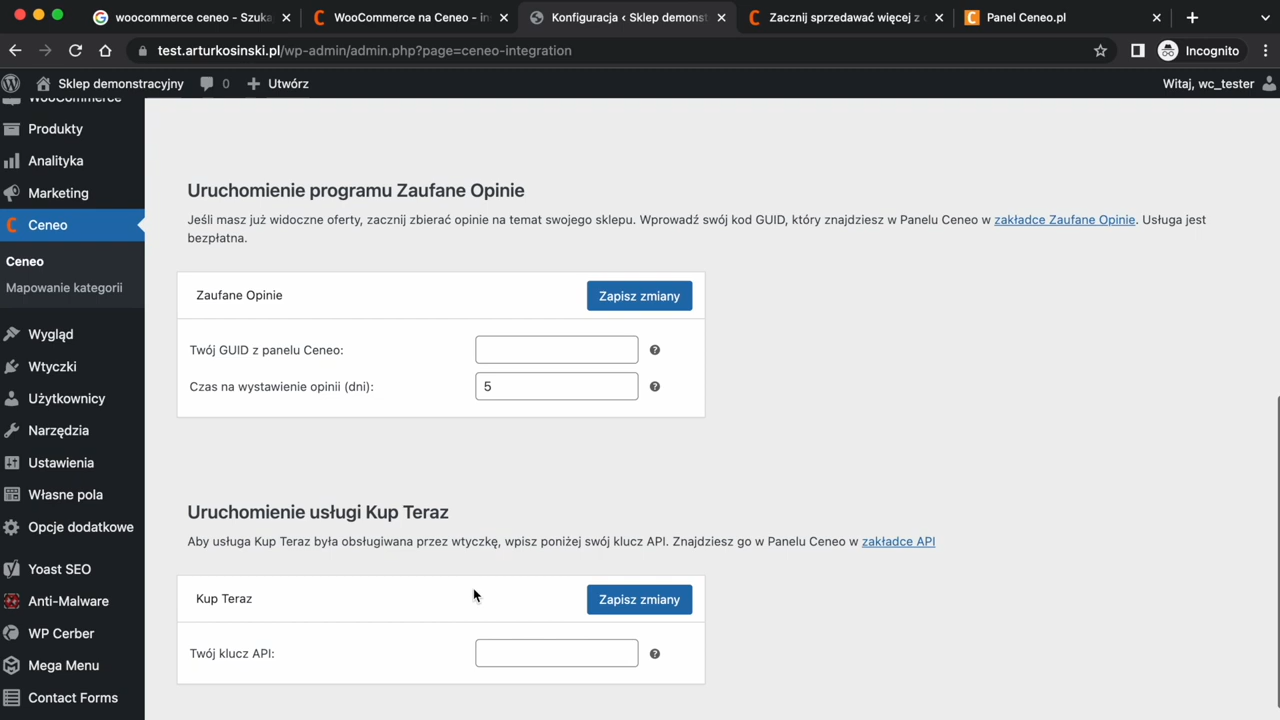 woocommerce ceneo - Szuka
WooCommerce na Ceneo - in
Konfiguracja ‹ Sklep demonst
Zacznij sprzedawać więcej z
Panel Ceneo.pl
test.arturkosinski.pl/wp-admin/admin.php?page=ceneo-integration
Incognito
Sklep demonstracyjny
0
Utwórz
Witaj, wc_tester
WooCommerce
Produkty
Analityka
Marketing
Ceneo
Ceneo
Mapowanie kategorii
Wygląd
Wtyczki
Użytkownicy
Narzędzia
Ustawienia
Własne pola
Opcje dodatkowe
Yoast SEO
Anti-Malware
WP Cerber
Mega Menu
Contact Forms
Uruchomienie programu Zaufane Opinie
Jeśli masz już widoczne oferty, zacznij zbierać opinie na temat swojego sklepu. Wprowadź swój kod GUID, który znajdziesz w Panelu Ceneo w zakładce Zaufane Opinie. Usługa jest
bezpłatna.
Zaufane Opinie
Zapisz zmiany
Twój GUID z panelu Ceneo:
Czas na wystawienie opinii (dni):
5
Uruchomienie usługi Kup Teraz
Aby usługa Kup Teraz była obsługiwana przez wtyczkę, wpisz poniżej swój klucz API. Znajdziesz go w Panelu Ceneo w zakładce API
Kup Teraz
Zapisz zmiany
Twój klucz API: